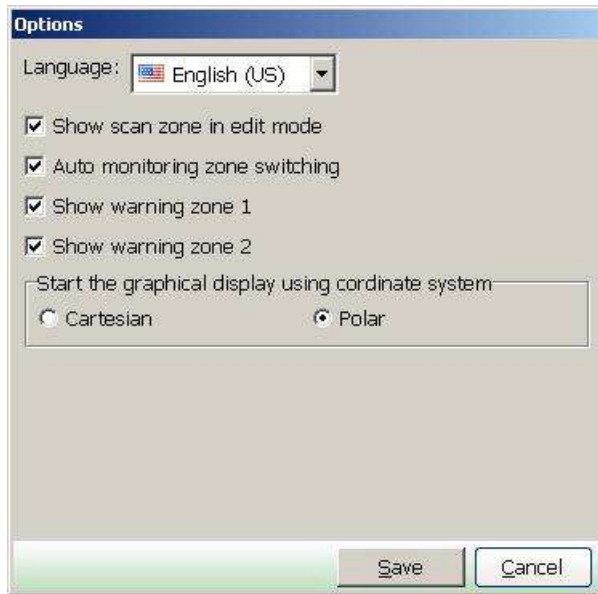 Options
Language: English (US)
Show scan zone in edit mode
Auto monitoring zone switching
Show warning zone 1
Show warning zone 2
Start the graphical display using cordinate system
Cartesian Polar
Save Cancel